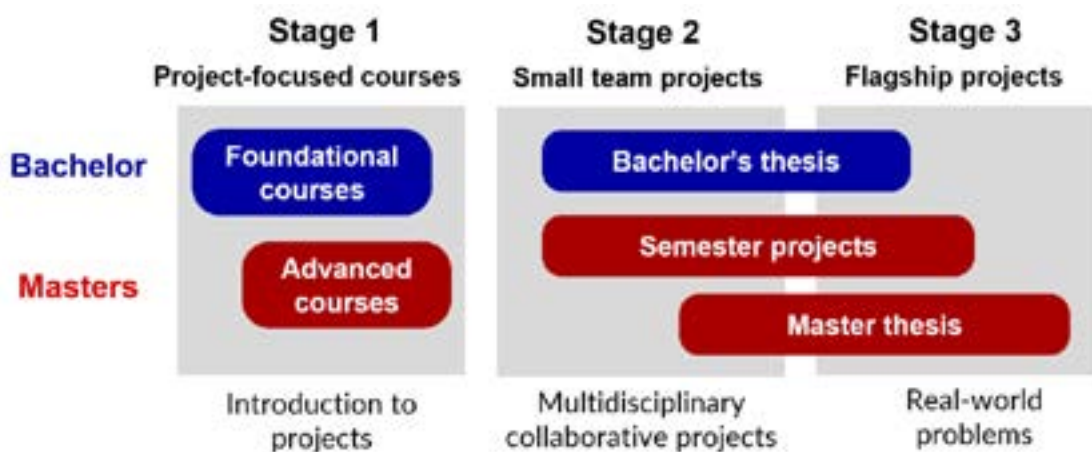 Stage 1
Stage 2
Stage 3
Project-focused courses
Small team projects
Flagship projects
Bachelor
Foundational
courses
Bachelor's thesis
Masters
Advanced
courses
Semester projects
Master thesis
Introduction to
projects
Multidisciplinary
collaborative projects
Real-world
problems